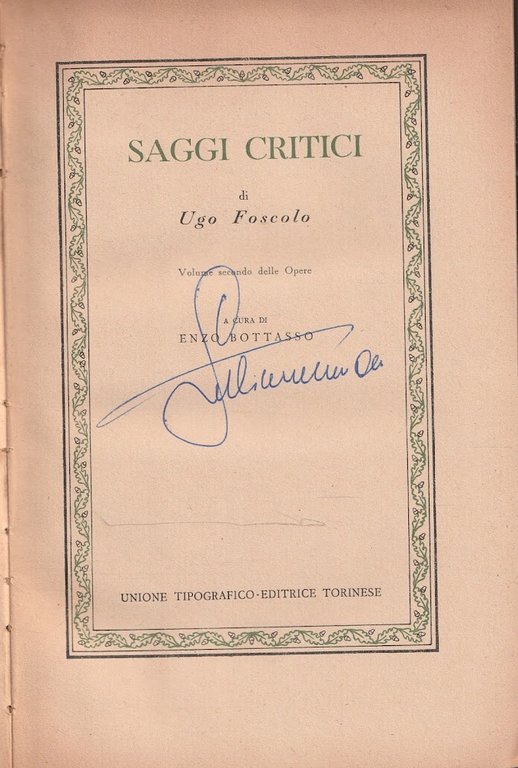 SAGGI CRITICI
di
Ugo Foscolo
Volume secondo delle Opere
A CURA DI
ENZO BOTTASSO
UNIONE TIPOGRAFICO-EDITRICE TORINESE